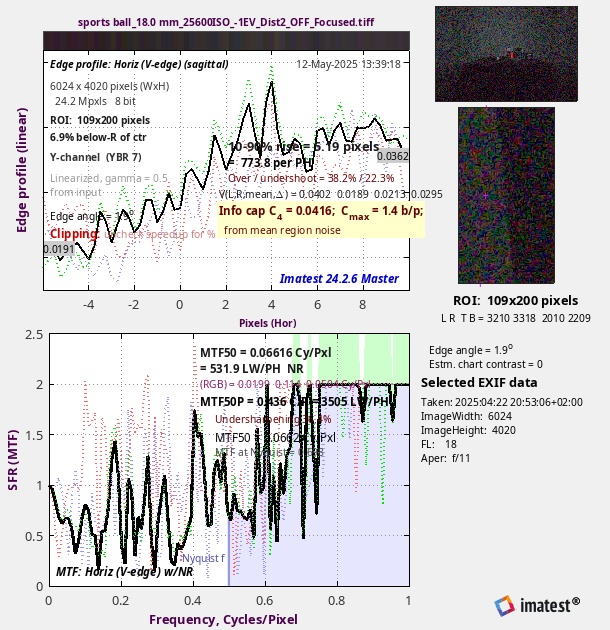 sports ball_18.0 mm_25600ISO_-1EV_Dist2_OFF_Focused.tiff
Edge profile: Horiz (V-edge) (sagittal)
12-May-2025 13:39:18
6024 x 4020 pixels (WxH)
24.2 Mpxls 8 bit
ROI: 109x200 pixels
6.9% below-R of ctr
Y-channel (YBR 7)
Linearized, gamma = 0.5,
from input
Edge angle = 1.9°
Clipping: uncheck speedup for %
10-90% rise = 5.19 pixels
= 773.8 per PH
Over / undershoot = 38.2% / 22.3%
V(L,R,mean,Δ) = 0.0402 0.0189 0.0213 0.0295
Info cap C4 = 0.0416; Cmax = 1.4 b/p;
from mean region noise
0.0362
0.0191
Imatest 24.2.6 Master
Edge profile (linear)
-4 -2 0 2 4 6 8
Pixels (Hor)
ROI: 109x200 pixels
L R T B = 3210 3318 2010 2209
Edge angle = 1.9°
Estm. chart contrast = 0
Selected EXIF data
Taken: 2025:04:22 20:53:06+02:00
ImageWidth: 6024
ImageHeight: 4020
FL: 18
Aper: f/11
MTF50 = 0.06616 Cy/Pxl
= 531.9 LW/PH NR
(RGB) = 0.0199 Cy/Pxl
MTF50P = 0.436 C/P =3505 LW/PH
Undersharpening
MTF50 = Cy/Pxl
MTF at Nyquist =
Nyquist f
MTF: Horiz (V-edge) w/NR
SFR (MTF)
2.5
2
1.5
1
0.5
0
0 0.2 0.4 0.6 0.8 1
Frequency, Cycles/Pixel
imatest®